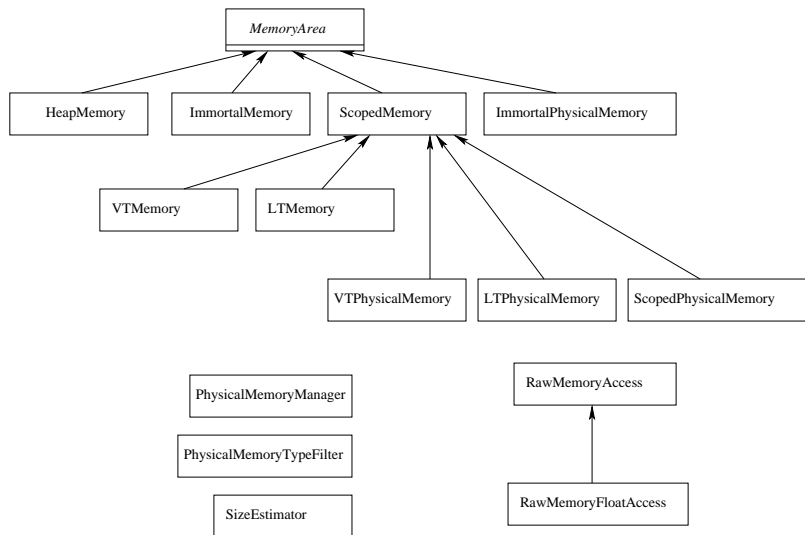 MemoryArea
HeapMemory
ImmortalMemory
ScopedMemory
ImmortalPhysicalMemory
VTMemory
LTMemory
VTPhysicalMemory
LTPhysicalMemory
ScopedPhysicalMemory
PhysicalMemoryManager
RawMemoryAccess
PhysicalMemoryTypeFilter
SizeEstimator
RawMemoryFloatAccess